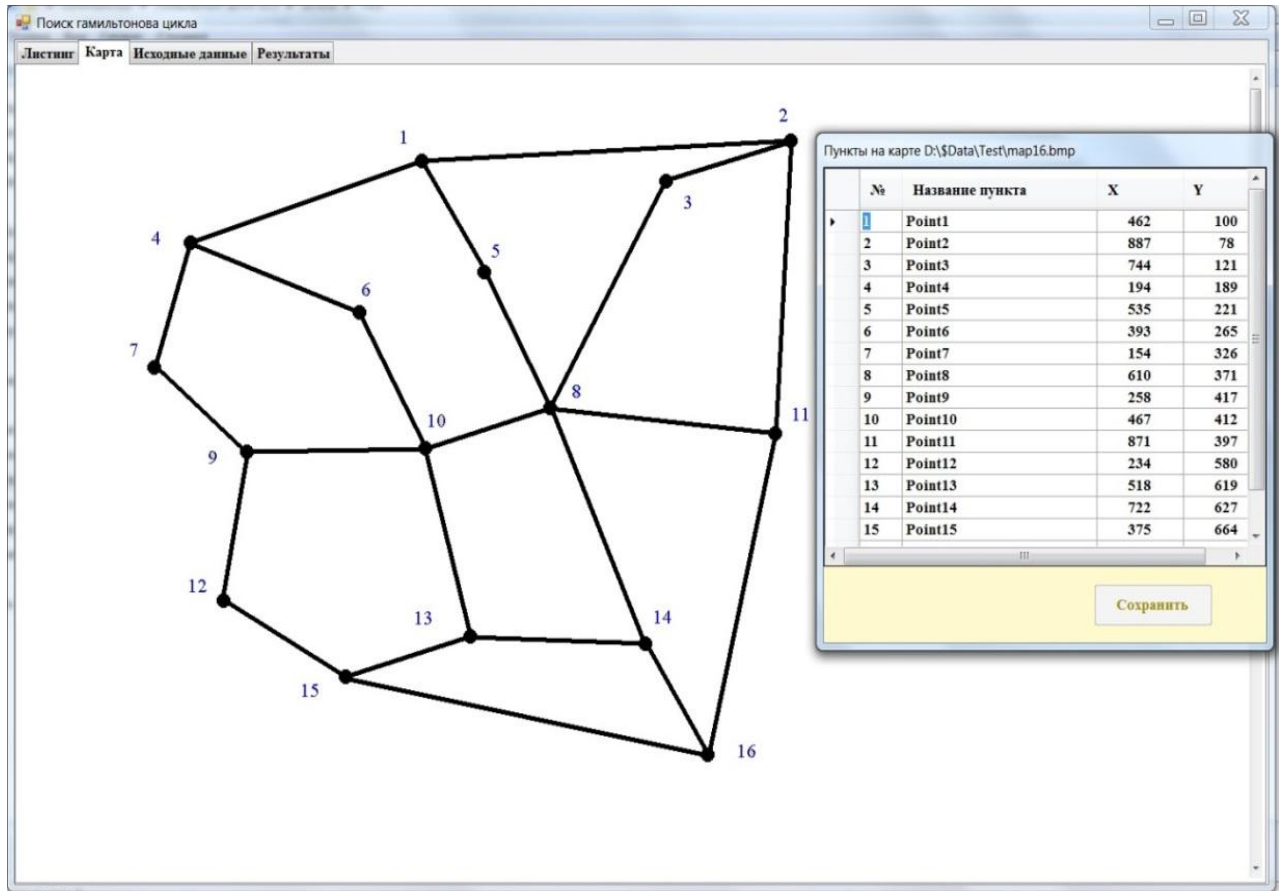 Поиск гамильтонова цикла
Листинг Карта Исходные данные Результаты
1
2
3
4
5
6
7
8
9
10
11
12
13
14
15
16
Пункты на карте D:\$Data\Test\map16.bmp
№ Название пункта X Y
1 Point1 462 100
2 Point2 887 78
3 Point3 744 121
4 Point4 194 189
5 Point5 535 221
6 Point6 393 265
7 Point7 154 326
8 Point8 610 371
9 Point9 258 417
10 Point10 467 412
11 Point11 871 397
12 Point12 234 580
13 Point13 518 619
14 Point14 722 627
15 Point15 375 664
Сохранить